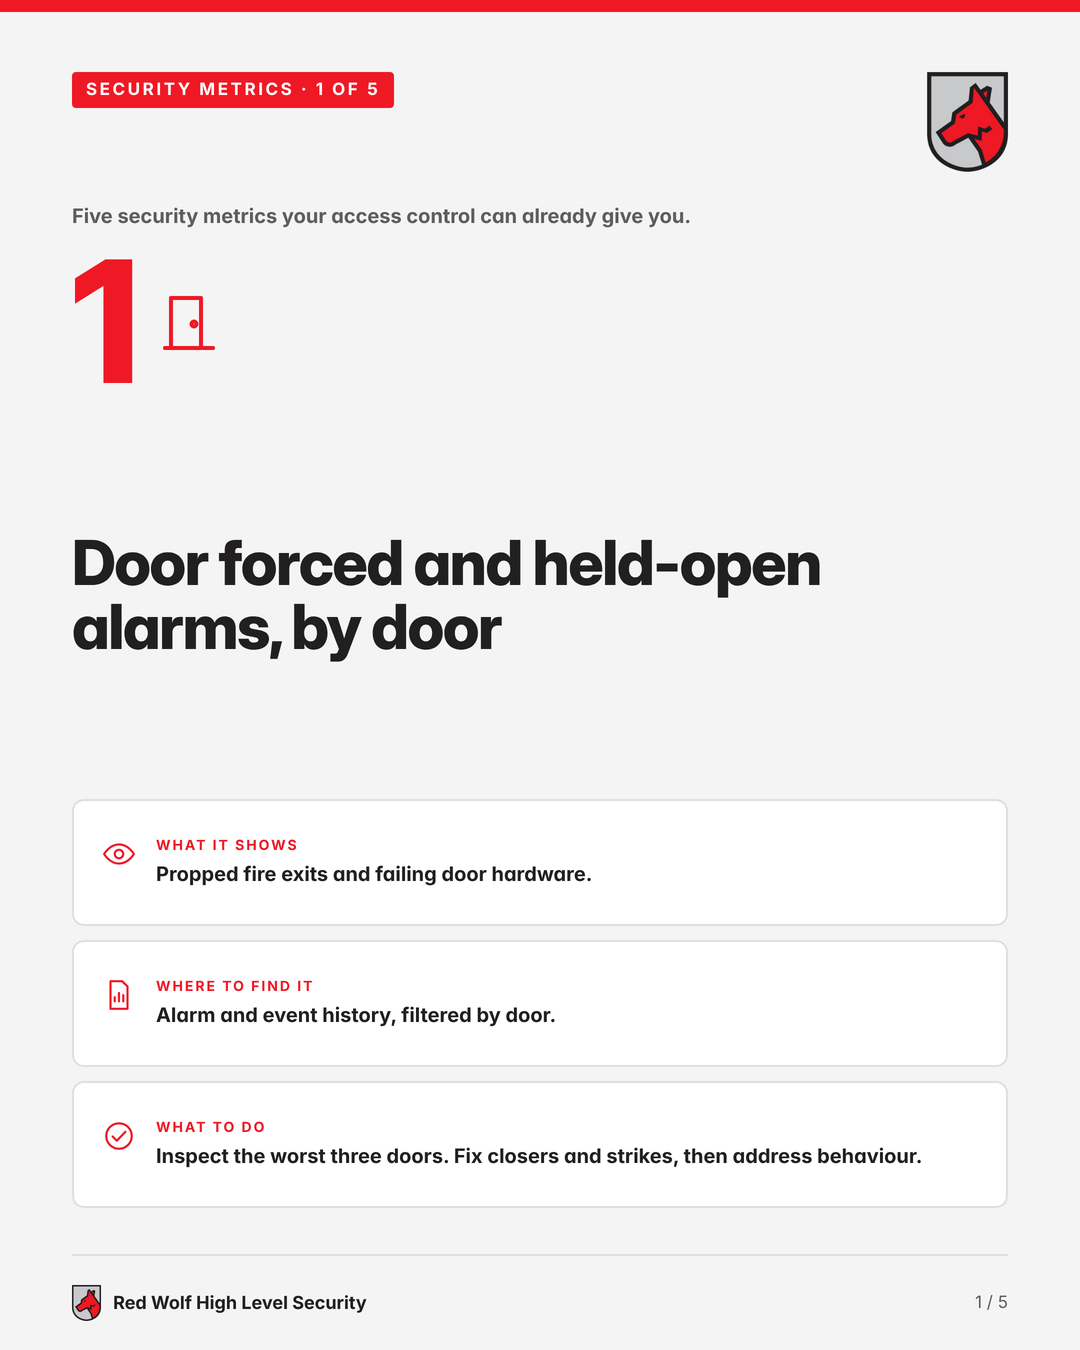 SECURITY METRICS · 1 OF 5
Five security metrics your access control can already give you.
1
Door forced and held-open
alarms, by door
WHAT IT SHOWS
Propped fire exits and failing door hardware.
WHERE TO FIND IT
Alarm and event history, filtered by door.
WHAT TO DO
Inspect the worst three doors. Fix closers and strikes, then address behaviour.
Red Wolf High Level Security
1 / 5